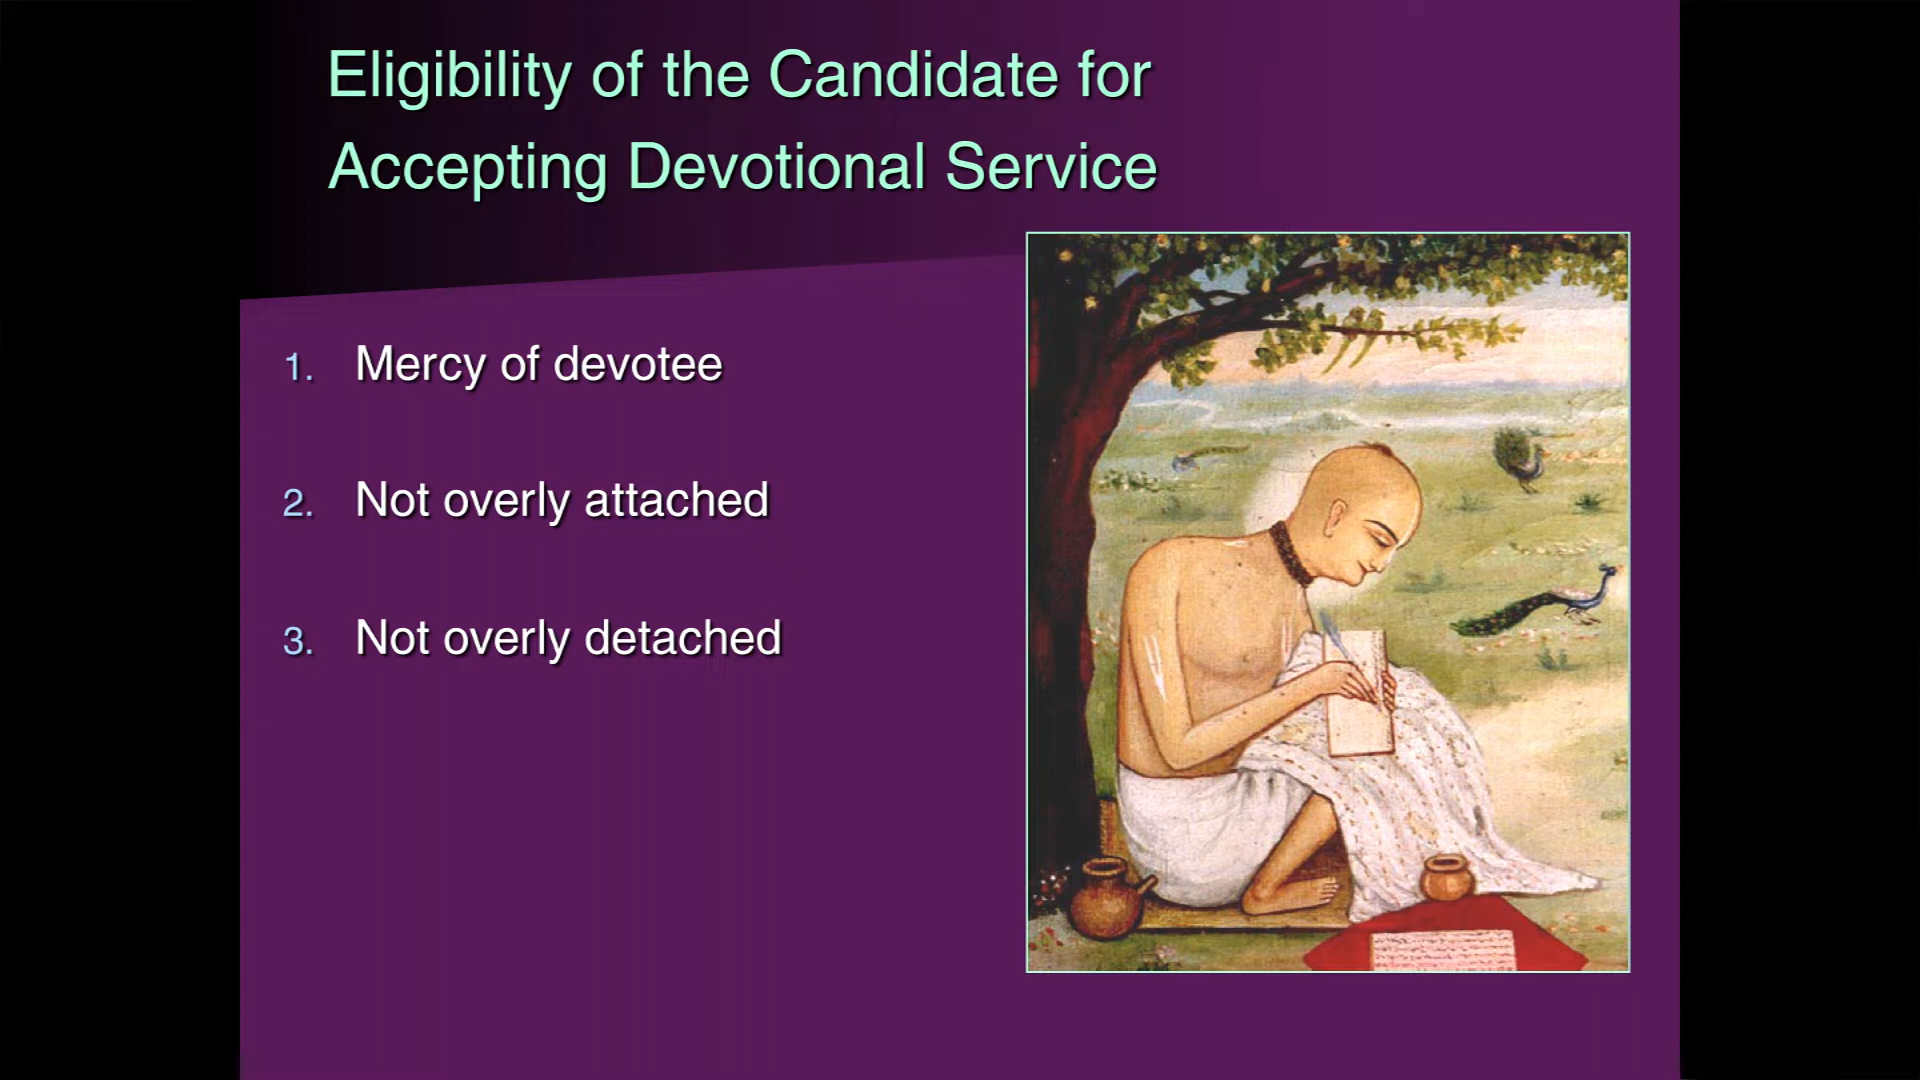 Eligibility of the Candidate for
Accepting Devotional Service
1. Mercy of devotee
2. Not overly attached
3. Not overly detached